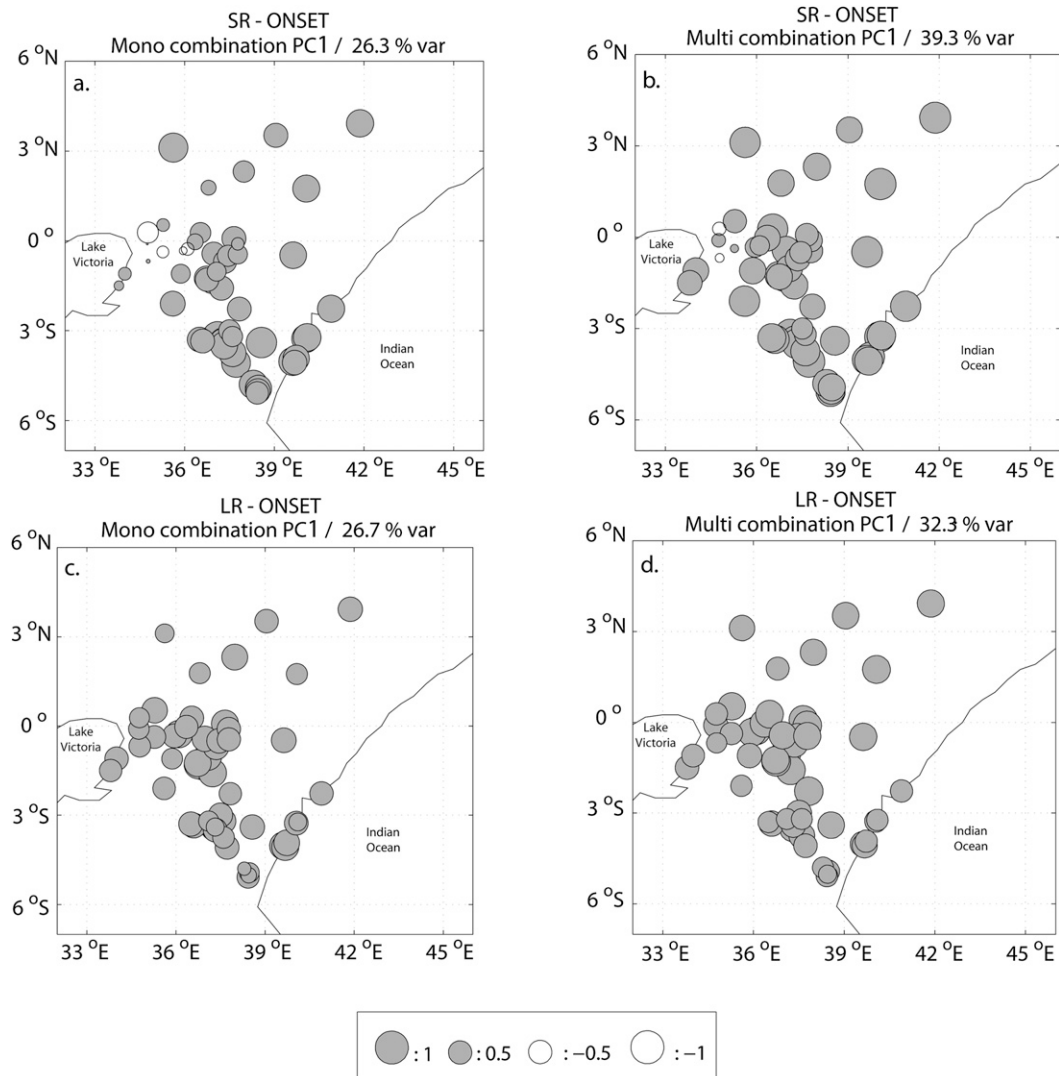 SR - ONSET
Mono combination PC1 / 26.3 % var
6 °N
a.
3 °N
0 °
Lake
Victoria
3 °S
Indian
Ocean
6 °S
33 °E 36 °E 39 °E 42 °E 45 °E
SR - ONSET
Multi combination PC1 / 39.3 % var
6 °N
b.
3 °N
0 °
Lake
Victoria
3 °S
Indian
Ocean
6 °S
33 °E 36 °E 39 °E 42 °E 45 °E
LR - ONSET
Mono combination PC1 / 26.7 % var
6 °N
c.
3 °N
0 °
Lake
Victoria
3 °S
Indian
Ocean
6 °S
33 °E 36 °E 39 °E 42 °E 45 °E
LR - ONSET
Multi combination PC1 / 32.3 % var
6 °N
d.
3 °N
0 °
Lake
Victoria
3 °S
Indian
Ocean
6 °S
33 °E 36 °E 39 °E 42 °E 45 °E
: 1 : 0.5 : −0.5 : −1